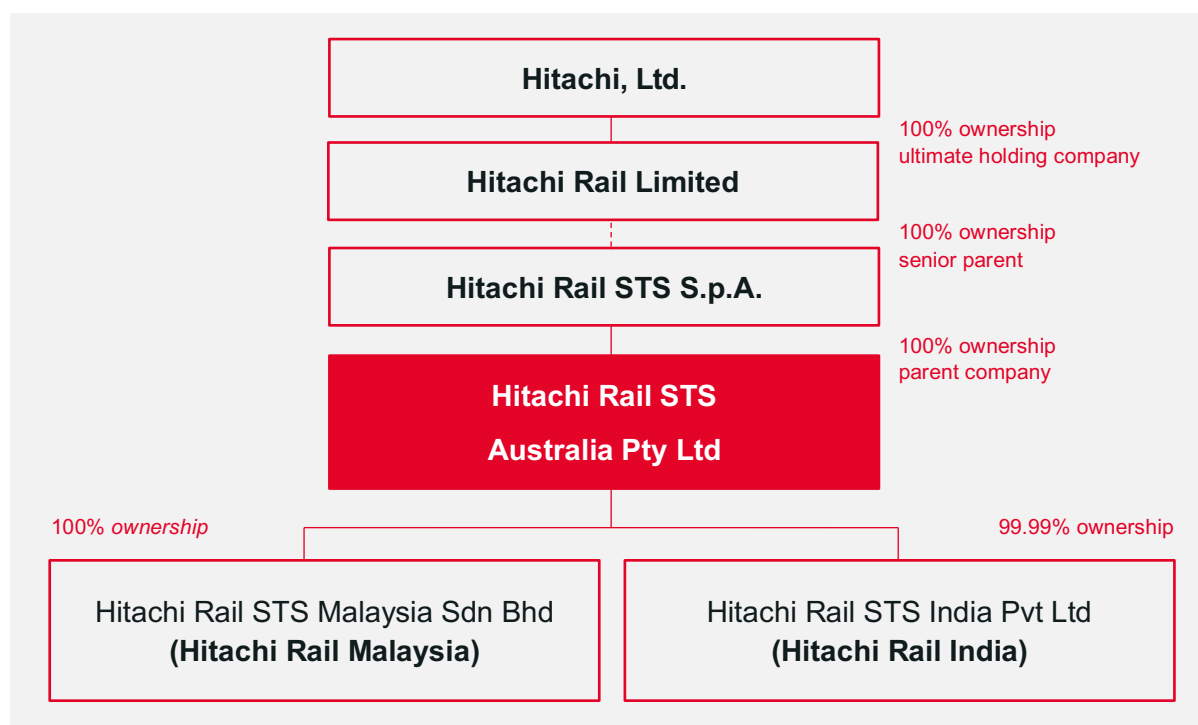 Hitachi, Ltd.
100% ownership
ultimate holding company
Hitachi Rail Limited
100% ownership
senior parent
Hitachi Rail STS S.p.A.
100% ownership
parent company
Hitachi Rail STS
Australia Pty Ltd
100% ownership
99.99% ownership
Hitachi Rail STS Malaysia Sdn Bhd
(Hitachi Rail Malaysia)
Hitachi Rail STS India Pvt Ltd
(Hitachi Rail India)